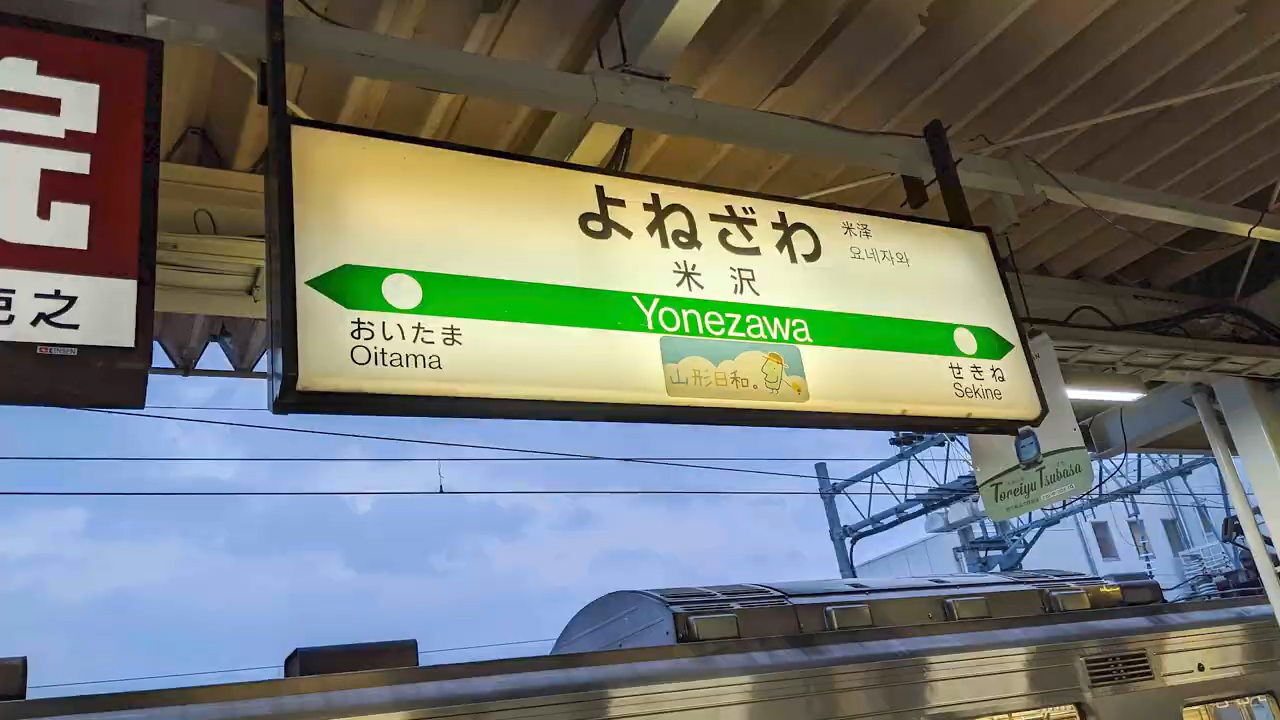 之
よねざわ
米沢
米泽
요네자와
Yonezawa
おいたま
Oitama
せきね
Sekine
山形日和。
Toreiyu Tsubasa